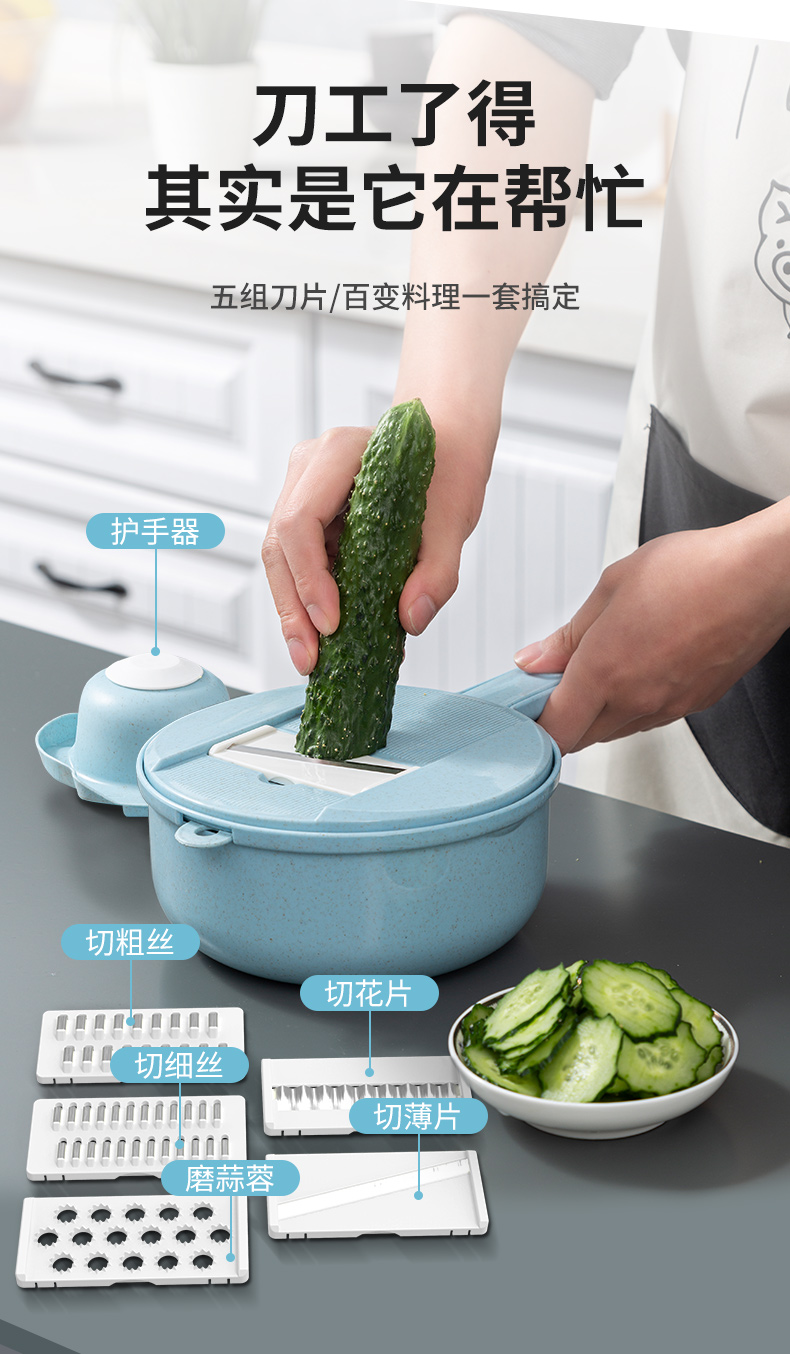 刀工了得
其实是它在帮忙
五组刀片/百变料理一套搞定
护手器
切粗丝
切花片
切细丝
切薄片
磨蒜蓉